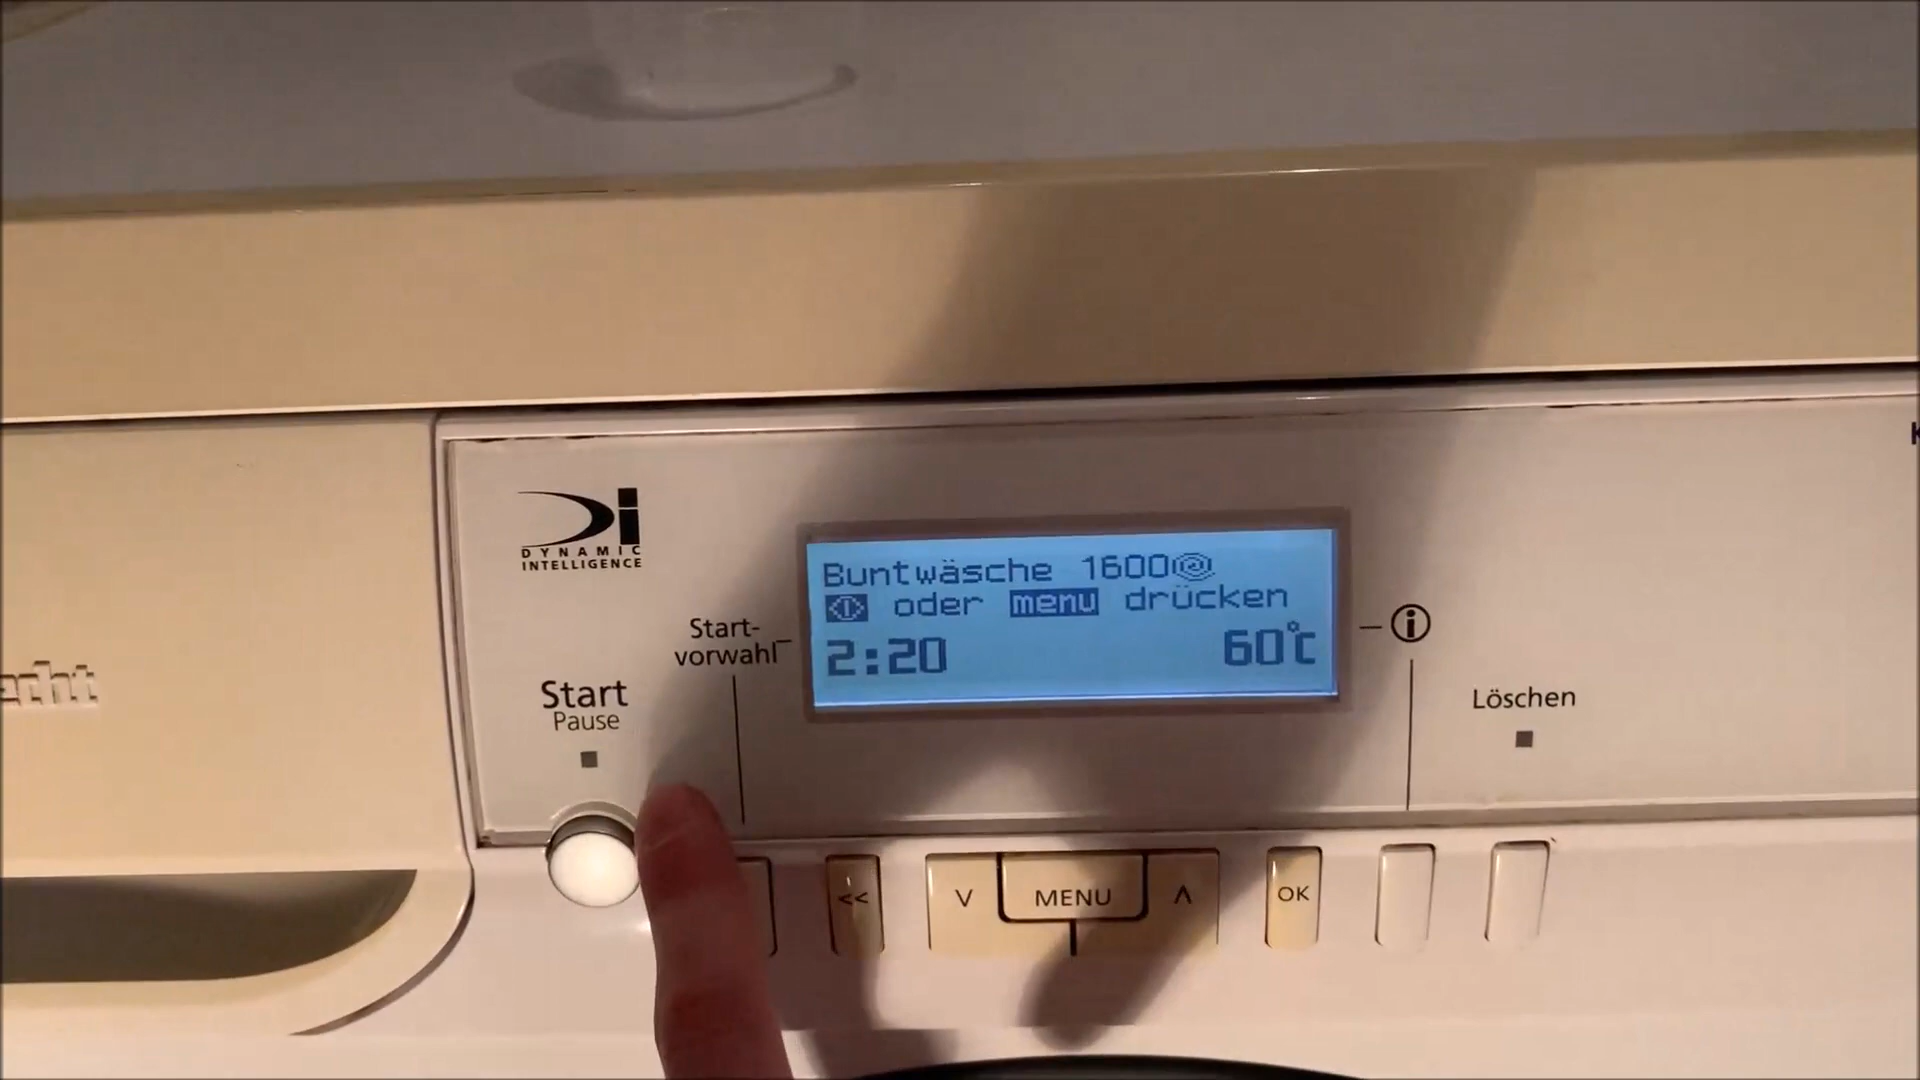 DYNAMIC
INTELLIGENCE
Start-
vorwahl
Start
Pause
Buntwäsche 1600
oder menu drücken
2:20 60°C
i
Löschen
<<
V
MENU
Λ
OK